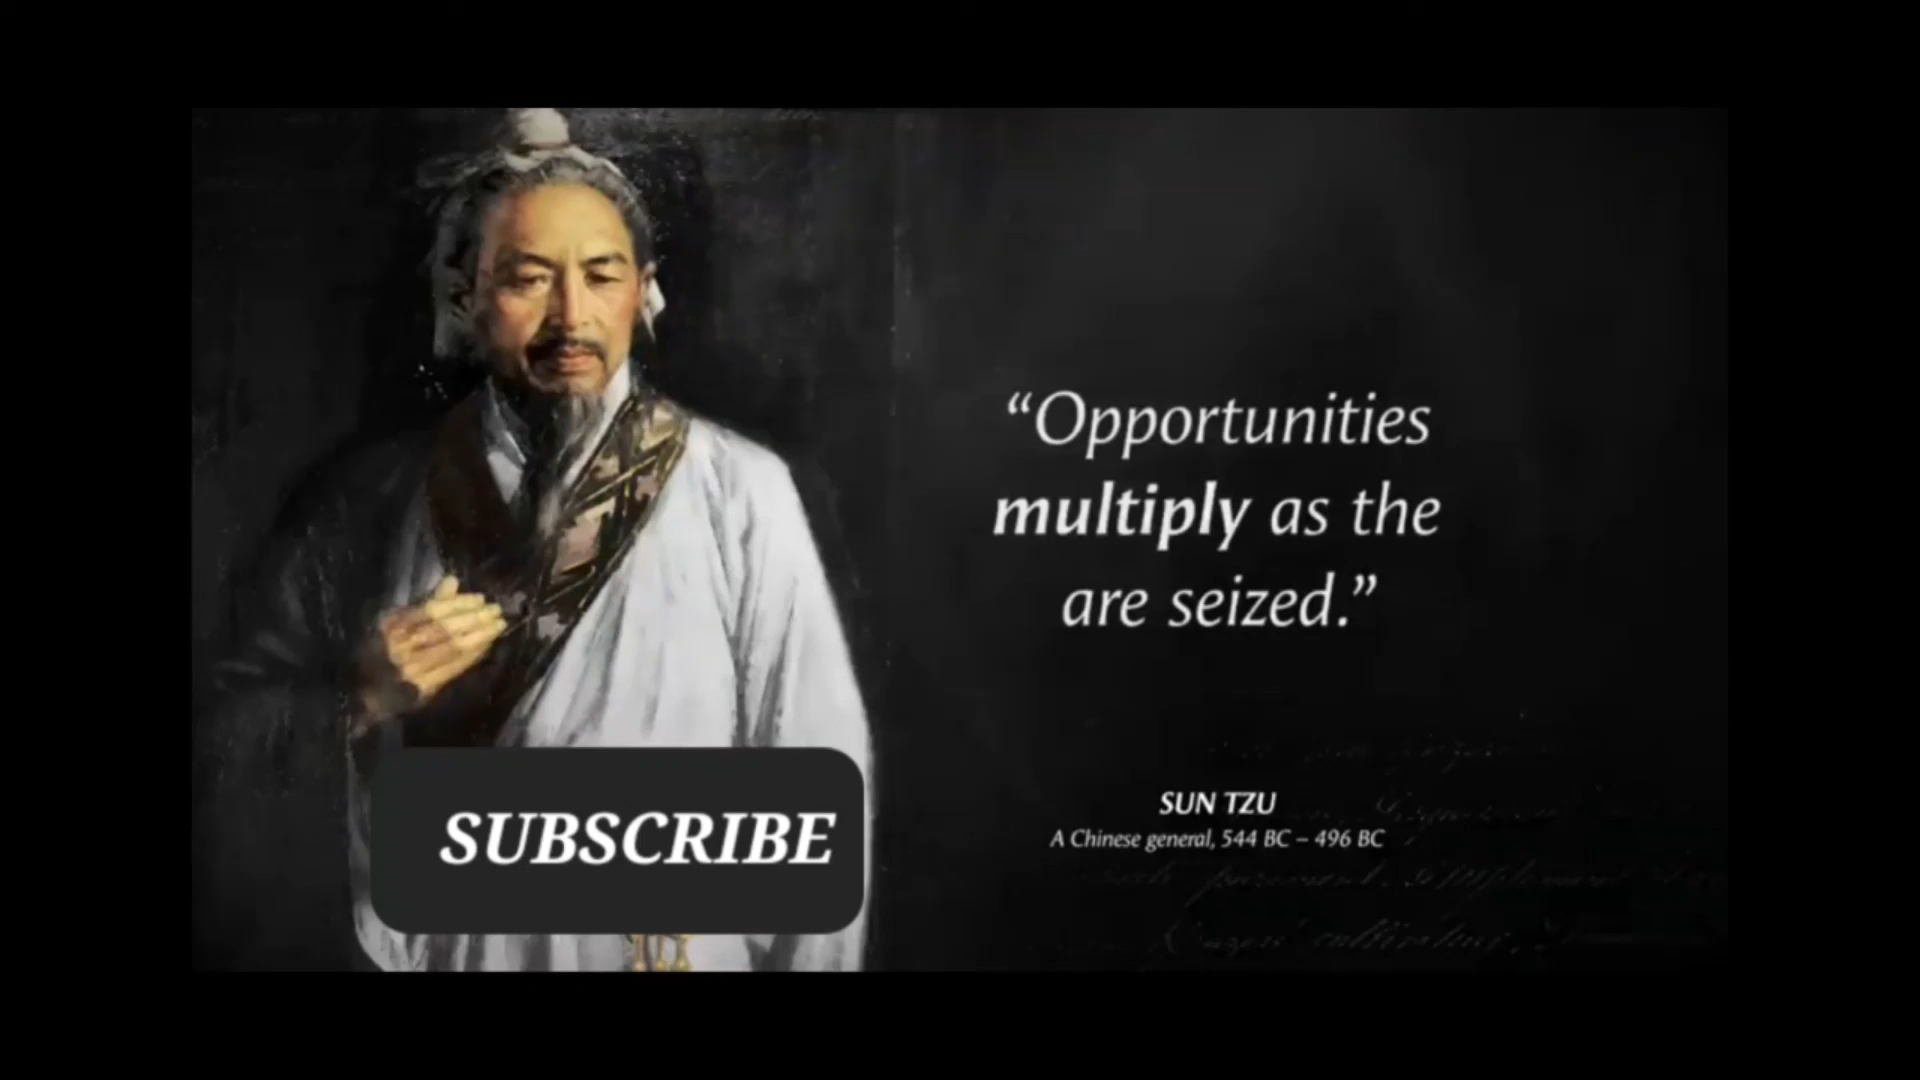 “Opportunities
multiply as the
are seized.”
SUN TZU
A Chinese general, 544 BC – 496 BC
SUBSCRIBE